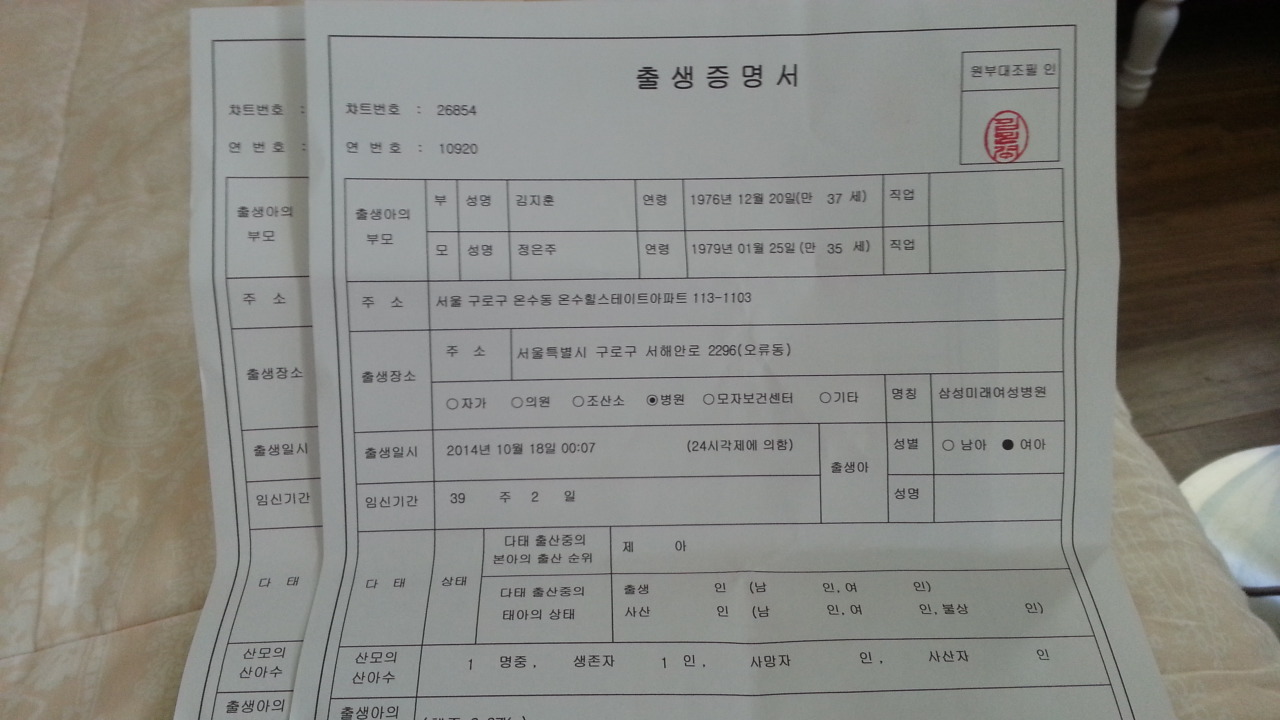 출생증명서
원부대조필 인
챠트번호 : 26854
연 번호 : 10920
출생아의 부모
부 성명 김지훈 연령 1976년 12월 20일(만 37 세) 직업
모 성명 정은주 연령 1979년 01월 25일(만 35 세) 직업
주 소 서울 구로구 온수동 온수힐스테이트아파트 113-1103
출생장소
주 소 서울특별시 구로구 서해안로 2296(오류동)
○자가 ○의원 ○조산소 ◉병원 ○모자보건센터 ○기타 명칭 삼성미래여성병원
출생일시 2014년 10월 18일 00:07 (24시각제에 의함)
출생아
성별 ○ 남아 ● 여아
임신기간 39 주 2 일
성명
다 태 상태
다태 출산중의
본아의 출산 순위
제 아
다태 출산중의
태아의 상태
출생 인 (남 인, 여 인)
사산 인 (남 인, 여 인, 불상 인)
산모의
산아수
1 명중, 생존자 1 인, 사망자 인, 사산자 인
출생아의
챠트번호 :
연 번호 :
출생아의
부모
주 소
출생장소
출생일시
임신기간
다 태
산모의
산아수
출생아의